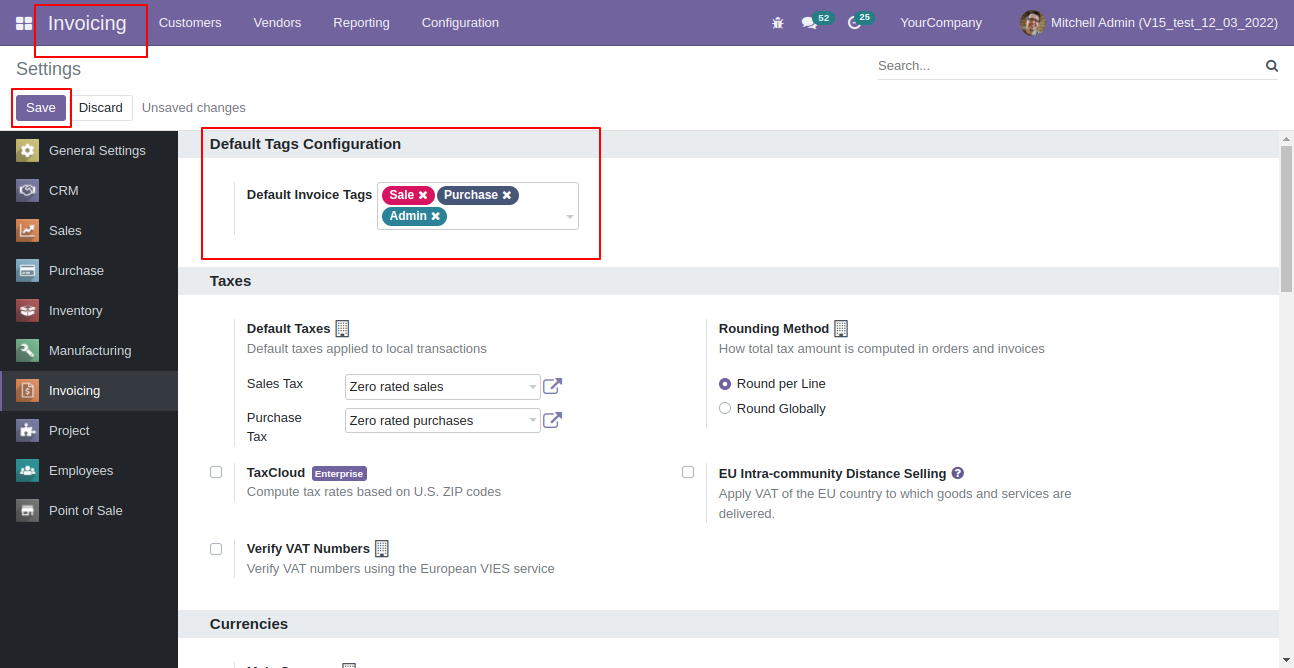 Invoicing Customers Vendors Reporting Configuration 52 25 YourCompany Mitchell Admin (V15_test_12_03_2022)
Settings
Search...
Save Discard Unsaved changes
General Settings
CRM
Sales
Purchase
Inventory
Manufacturing
Invoicing
Project
Employees
Point of Sale
Default Tags Configuration
Default Invoice Tags
Sale Purchase
Admin
Taxes
Default Taxes
Default taxes applied to local transactions
Sales Tax Zero rated sales
Purchase
Tax
Zero rated purchases
Rounding Method
How total tax amount is computed in orders and invoices
Round per Line
Round Globally
TaxCloud Enterprise
Compute tax rates based on U.S. ZIP codes
EU Intra-community Distance Selling
Apply VAT of the EU country to which goods and services are
delivered.
Verify VAT Numbers
Verify VAT numbers using the European VIES service
Currencies